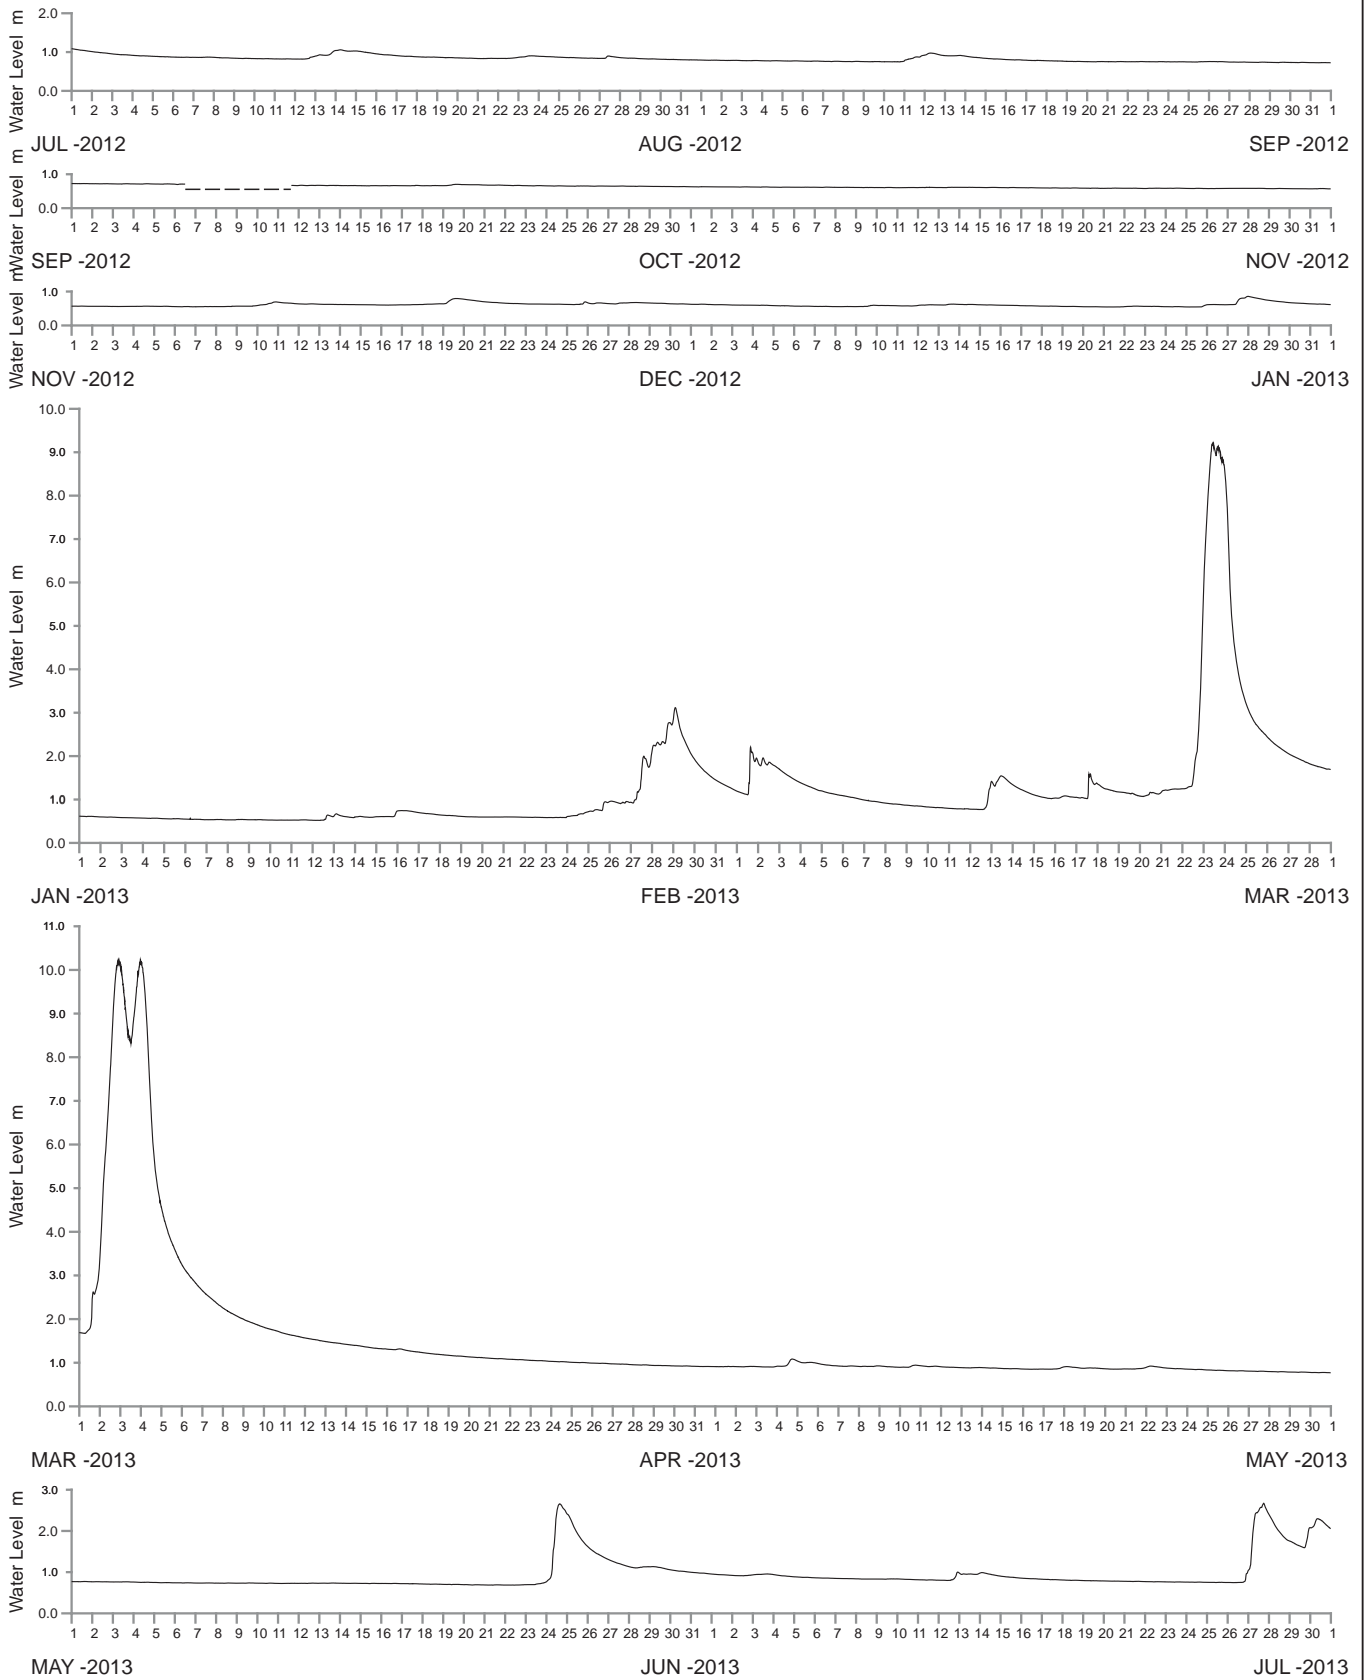 Water Level m
2.0
1.0
0.0
1 2 3 4 5 6 7 8 9 10 11 12 13 14 15 16 17 18 19 20 21 22 23 24 25 26 27 28 29 30 31 1 2 3 4 5 6 7 8 9 10 11 12 13 14 15 16 17 18 19 20 21 22 23 24 25 26 27 28 29 30 31 1
JUL -2012 AUG -2012 SEP -2012
Water Level m
1.0
0.0
1 2 3 4 5 6 7 8 9 10 11 12 13 14 15 16 17 18 19 20 21 22 23 24 25 26 27 28 29 30 1 2 3 4 5 6 7 8 9 10 11 12 13 14 15 16 17 18 19 20 21 22 23 24 25 26 27 28 29 30 31 1
SEP -2012 OCT -2012 NOV -2012
Water Level m
1.0
0.0
1 2 3 4 5 6 7 8 9 10 11 12 13 14 15 16 17 18 19 20 21 22 23 24 25 26 27 28 29 30 1 2 3 4 5 6 7 8 9 10 11 12 13 14 15 16 17 18 19 20 21 22 23 24 25 26 27 28 29 30 31 1
NOV -2012 DEC -2012 JAN -2013
Water Level m
10.0
9.0
8.0
7.0
6.0
5.0
4.0
3.0
2.0
1.0
0.0
1 2 3 4 5 6 7 8 9 10 11 12 13 14 15 16 17 18 19 20 21 22 23 24 25 26 27 28 29 30 31 1 2 3 4 5 6 7 8 9 10 11 12 13 14 15 16 17 18 19 20 21 22 23 24 25 26 27 28 1
JAN -2013 FEB -2013 MAR -2013
Water Level m
11.0
10.0
9.0
8.0
7.0
6.0
5.0
4.0
3.0
2.0
1.0
0.0
1 2 3 4 5 6 7 8 9 10 11 12 13 14 15 16 17 18 19 20 21 22 23 24 25 26 27 28 29 30 31 1 2 3 4 5 6 7 8 9 10 11 12 13 14 15 16 17 18 19 20 21 22 23 24 25 26 27 28 29 30 1
MAR -2013 APR -2013 MAY -2013
Water Level m
3.0
2.0
1.0
0.0
1 2 3 4 5 6 7 8 9 10 11 12 13 14 15 16 17 18 19 20 21 22 23 24 25 26 27 28 29 30 31 1 2 3 4 5 6 7 8 9 10 11 12 13 14 15 16 17 18 19 20 21 22 23 24 25 26 27 28 29 30 1
MAY -2013 JUN -2013 JUL -2013